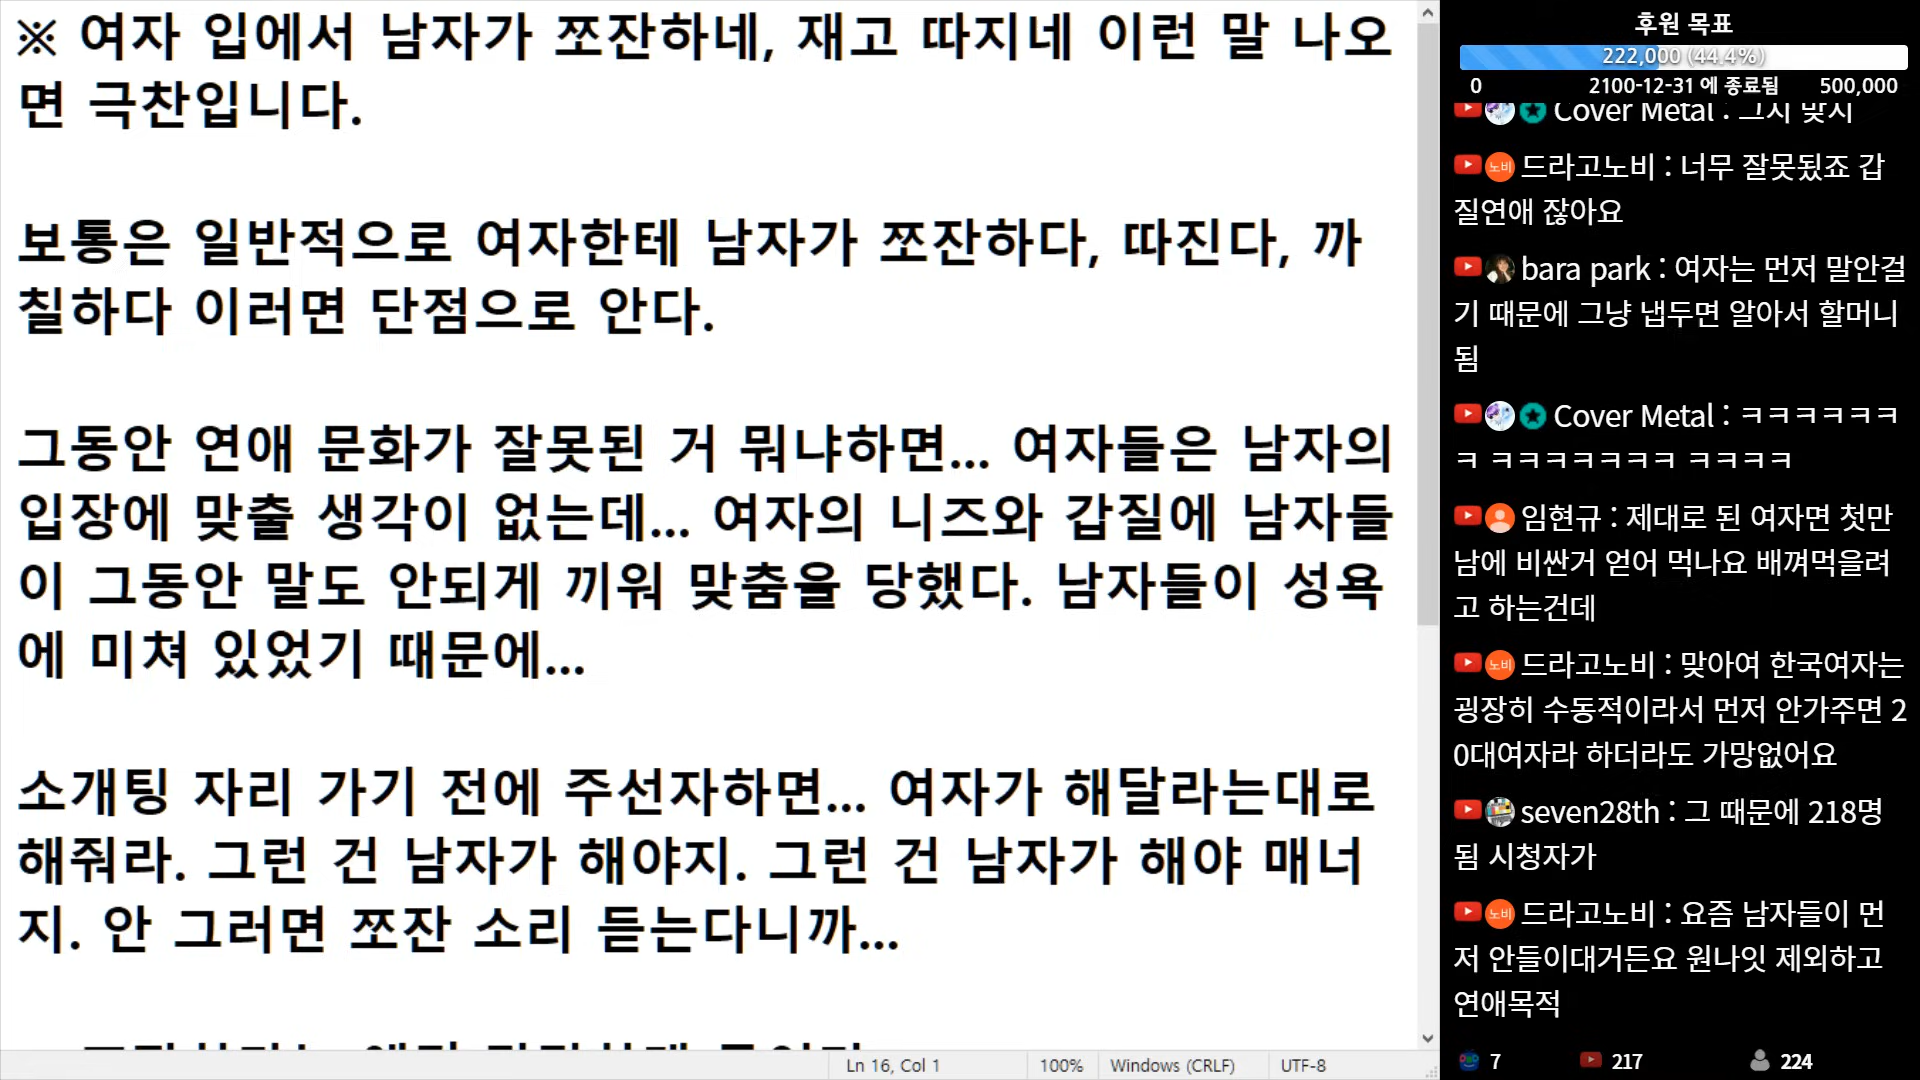 ※ 여자 입에서 남자가 쪼잔하네, 재고 따지네 이런 말 나오
면 극찬입니다.
보통은 일반적으로 여자한테 남자가 쪼잔하다, 따진다, 까
칠하다 이러면 단점으로 안다.
그동안 연애 문화가 잘못된 거 뭐냐하면... 여자들은 남자의
입장에 맞출 생각이 없는데... 여자의 니즈와 갑질에 남자들
이 그동안 말도 안되게 끼워 맞춤을 당했다. 남자들이 성욕
에 미쳐 있었기 때문에...
소개팅 자리 가기 전에 주선자하면... 여자가 해달라는대로
해줘라. 그런 건 남자가 해야지. 그런 건 남자가 해야 매너
지. 안 그러면 쪼잔 소리 듣는다니까...
Ln 16, Col 1
100%
Windows (CRLF)
UTF-8
후원 목표
222,000 (44.4%)
0 2100-12-31 에 종료됨 500,000
Cover Metal : 그시 맞시
노비 드라고노비 : 너무 잘못됬죠 갑
질연애 잖아요
bara park : 여자는 먼저 말안걸
기 때문에 그냥 냅두면 알아서 할머니
됨
Cover Metal : ㅋㅋㅋㅋㅋㅋ
ㅋ ㅋㅋㅋㅋㅋㅋㅋ ㅋㅋㅋㅋ
임현규 : 제대로 된 여자면 첫만
남에 비싼거 얻어 먹나요 배껴먹을려
고 하는건데
노비 드라고노비 : 맞아여 한국여자는
굉장히 수동적이라서 먼저 안가주면 2
0대여자라 하더라도 가망없어요
seven28th : 그 때문에 218명
됨 시청자가
노비 드라고노비 : 요즘 남자들이 먼
저 안들이대거든요 원나잇 제외하고
연애목적
7 217 224